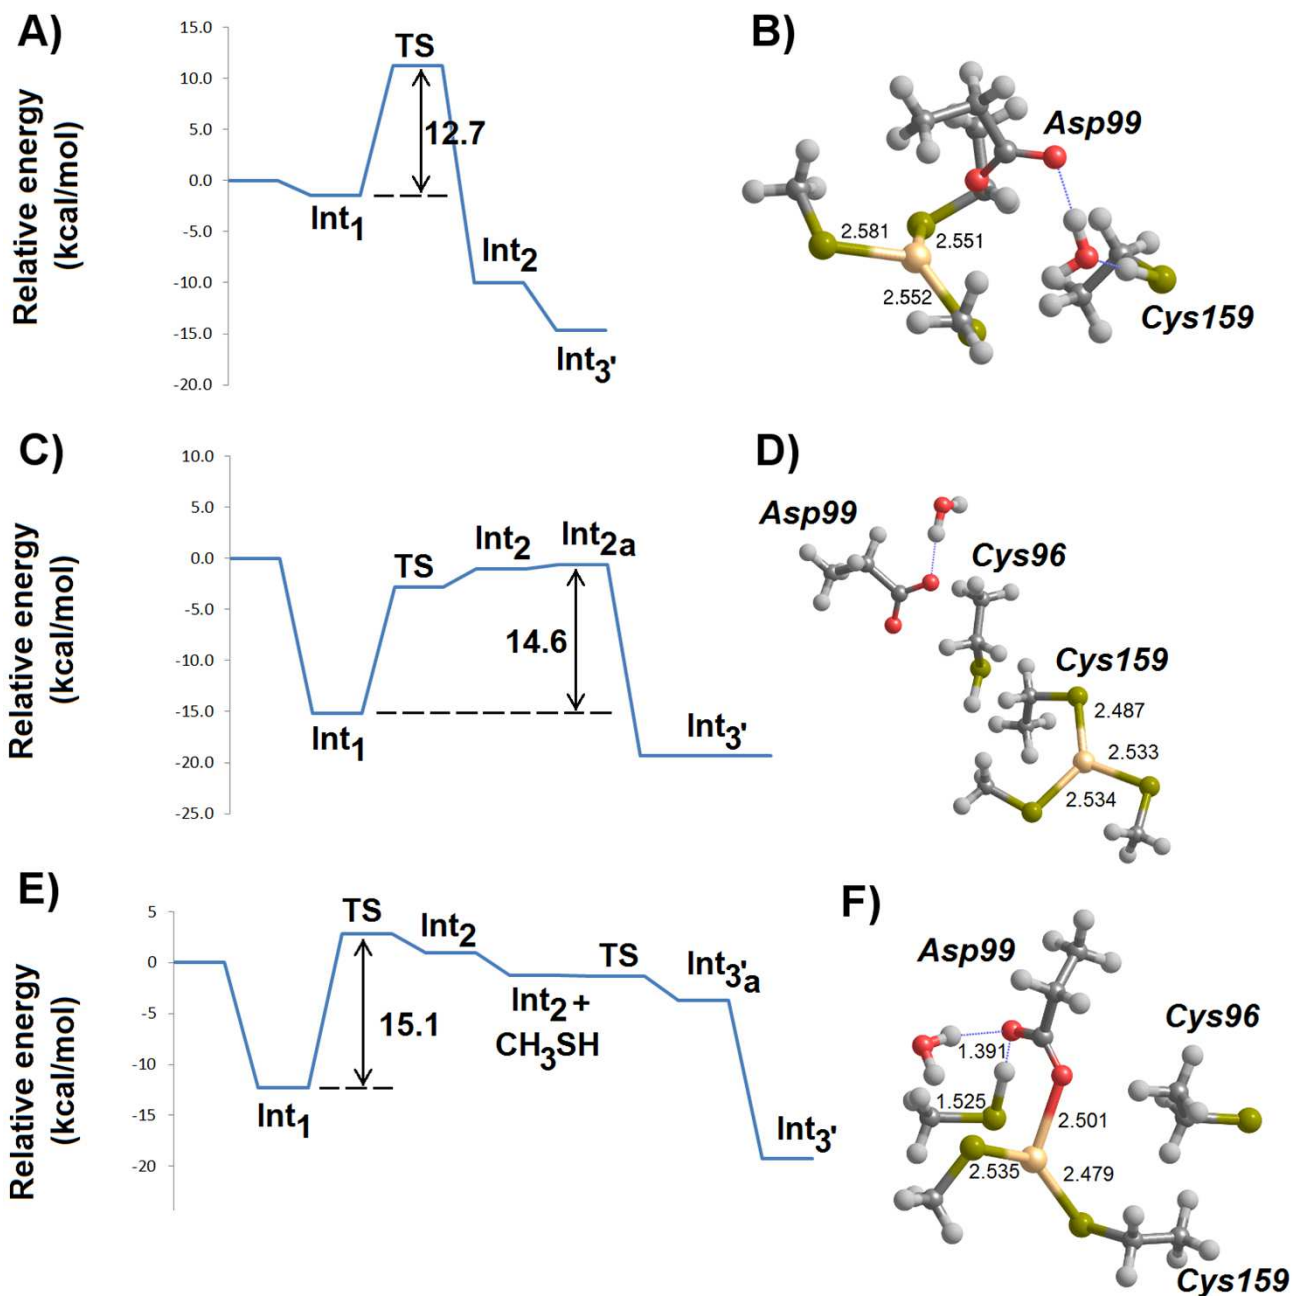 A)
Relative energy
(kcal/mol)
15.0
10.0
5.0
0.0
-5.0
-10.0
-15.0
-20.0
TS
12.7
Int1
Int2
Int3'
B)
Asp99
2.581
2.551
2.552
Cys159
C)
Relative energy
(kcal/mol)
10.0
5.0
0.0
-5.0
-10.0
-15.0
-20.0
-25.0
Int1
TS
Int2
Int2a
14.6
Int3'
D)
Asp99
Cys96
Cys159
2.487
2.533
2.534
E)
Relative energy
(kcal/mol)
5
0
-5
-10
-15
-20
TS
Int2
15.1
Int1
Int2 +
CH3SH
TS
Int3'a
Int3'
F)
Asp99
Cys96
1.391
1.525
2.501
2.535
2.479
Cys159